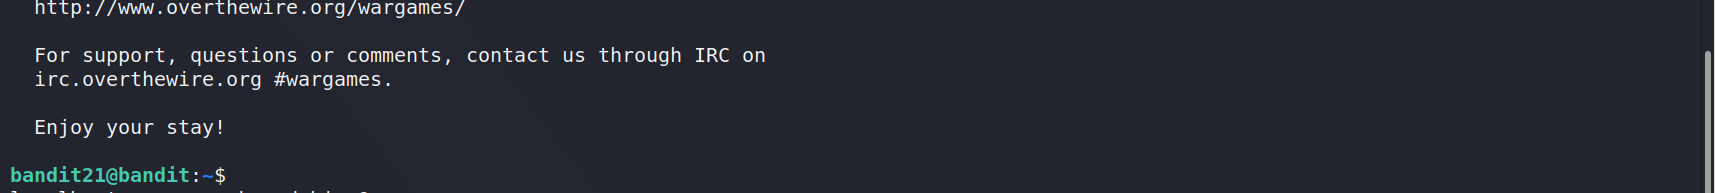 http://www.overthewire.org/wargames/
For support, questions or comments, contact us through IRC on
irc.overthewire.org #wargames.
Enjoy your stay!
bandit21@bandit:~$